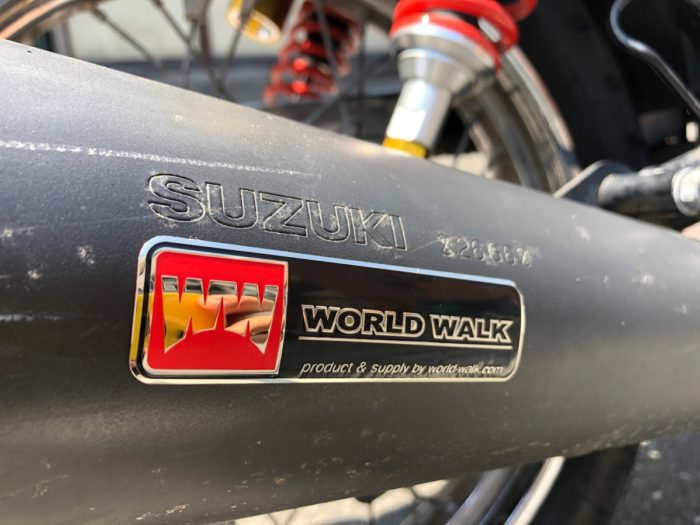 SUZUKI
WW
WORLD WALK
product & supply by world-walk.com